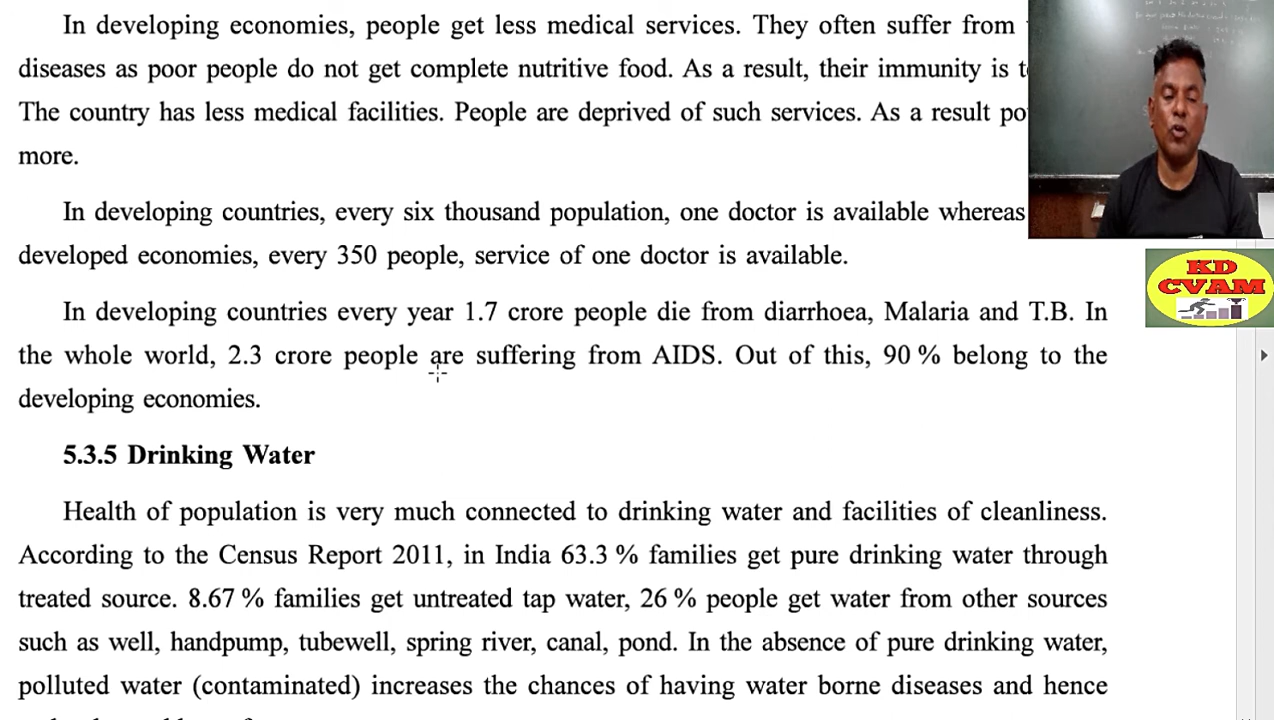 In developing economies, people get less medical services. They often suffer from
diseases as poor people do not get complete nutritive food. As a result, their immunity is
The country has less medical facilities. People are deprived of such services. As a result
more.
In developing countries, every six thousand population, one doctor is available whereas
developed economies, every 350 people, service of one doctor is available.
In developing countries every year 1.7 crore people die from diarrhoea, Malaria and T.B. In
the whole world, 2.3 crore people are suffering from AIDS. Out of this, 90 % belong to the
developing economies.
5.3.5 Drinking Water
Health of population is very much connected to drinking water and facilities of cleanliness.
According to the Census Report 2011, in India 63.3 % families get pure drinking water through
treated source. 8.67 % families get untreated tap water, 26 % people get water from other sources
such as well, handpump, tubewell, spring river, canal, pond. In the absence of pure drinking water,
polluted water (contaminated) increases the chances of having water borne diseases and hence
KD
CVAM